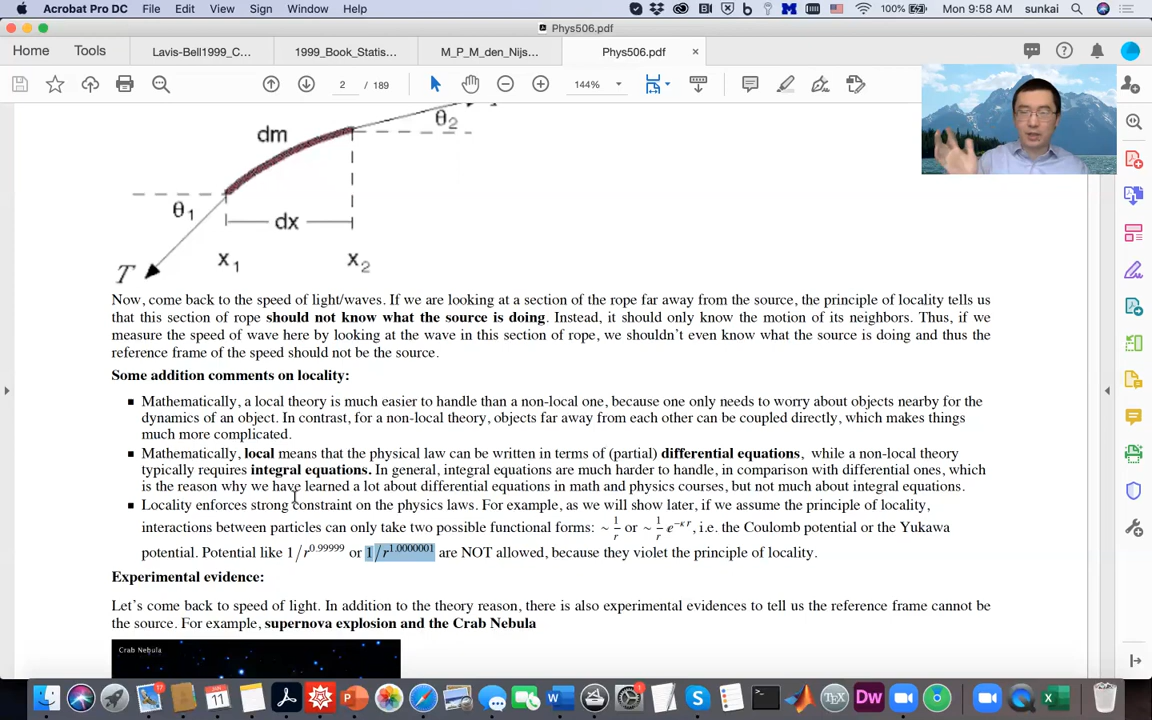 Acrobat Pro DC File Edit View Sign Window Help 100% Mon 9:58 AM sunkai
Phys506.pdf
Home Tools Lavis-Bell1999_C... 1999_Book_Statis... M_P_M_den_Nijs... Phys506.pdf ×
2 / 189 144%
dm
θ2
θ1
dx
x1 x2
T
Now, come back to the speed of light/waves. If we are looking at a section of the rope far away from the source, the principle of locality tells us
that this section of rope should not know what the source is doing. Instead, it should only know the motion of its neighbors. Thus, if we
measure the speed of wave here by looking at the wave in this section of rope, we shouldn't even know what the source is doing and thus the
reference frame of the speed should not be the source.
Some addition comments on locality:
▪ Mathematically, a local theory is much easier to handle than a non-local one, because one only needs to worry about objects nearby for the
dynamics of an object. In contrast, for a non-local theory, objects far away from each other can be coupled directly, which makes things
much more complicated.
▪ Mathematically, local means that the physical law can be written in terms of (partial) differential equations, while a non-local theory
typically requires integral equations. In general, integral equations are much harder to handle, in comparison with differential ones, which
is the reason why we have learned a lot about differential equations in math and physics courses, but not much about integral equations.
▪ Locality enforces strong constraint on the physics laws. For example, as we will show later, if we assume the principle of locality,
interactions between particles can only take two possible functional forms: ~ 1/r or ~ 1/r e^{-κ r}, i.e. the Coulomb potential or the Yukawa
potential. Potential like 1/r^{0.99999} or 1/r^{1.0000001} are NOT allowed, because they violet the principle of locality.
Experimental evidence:
Let's come back to speed of light. In addition to the theory reason, there is also experimental evidences to tell us the reference frame cannot be
the source. For example, supernova explosion and the Crab Nebula
Crab Nebula